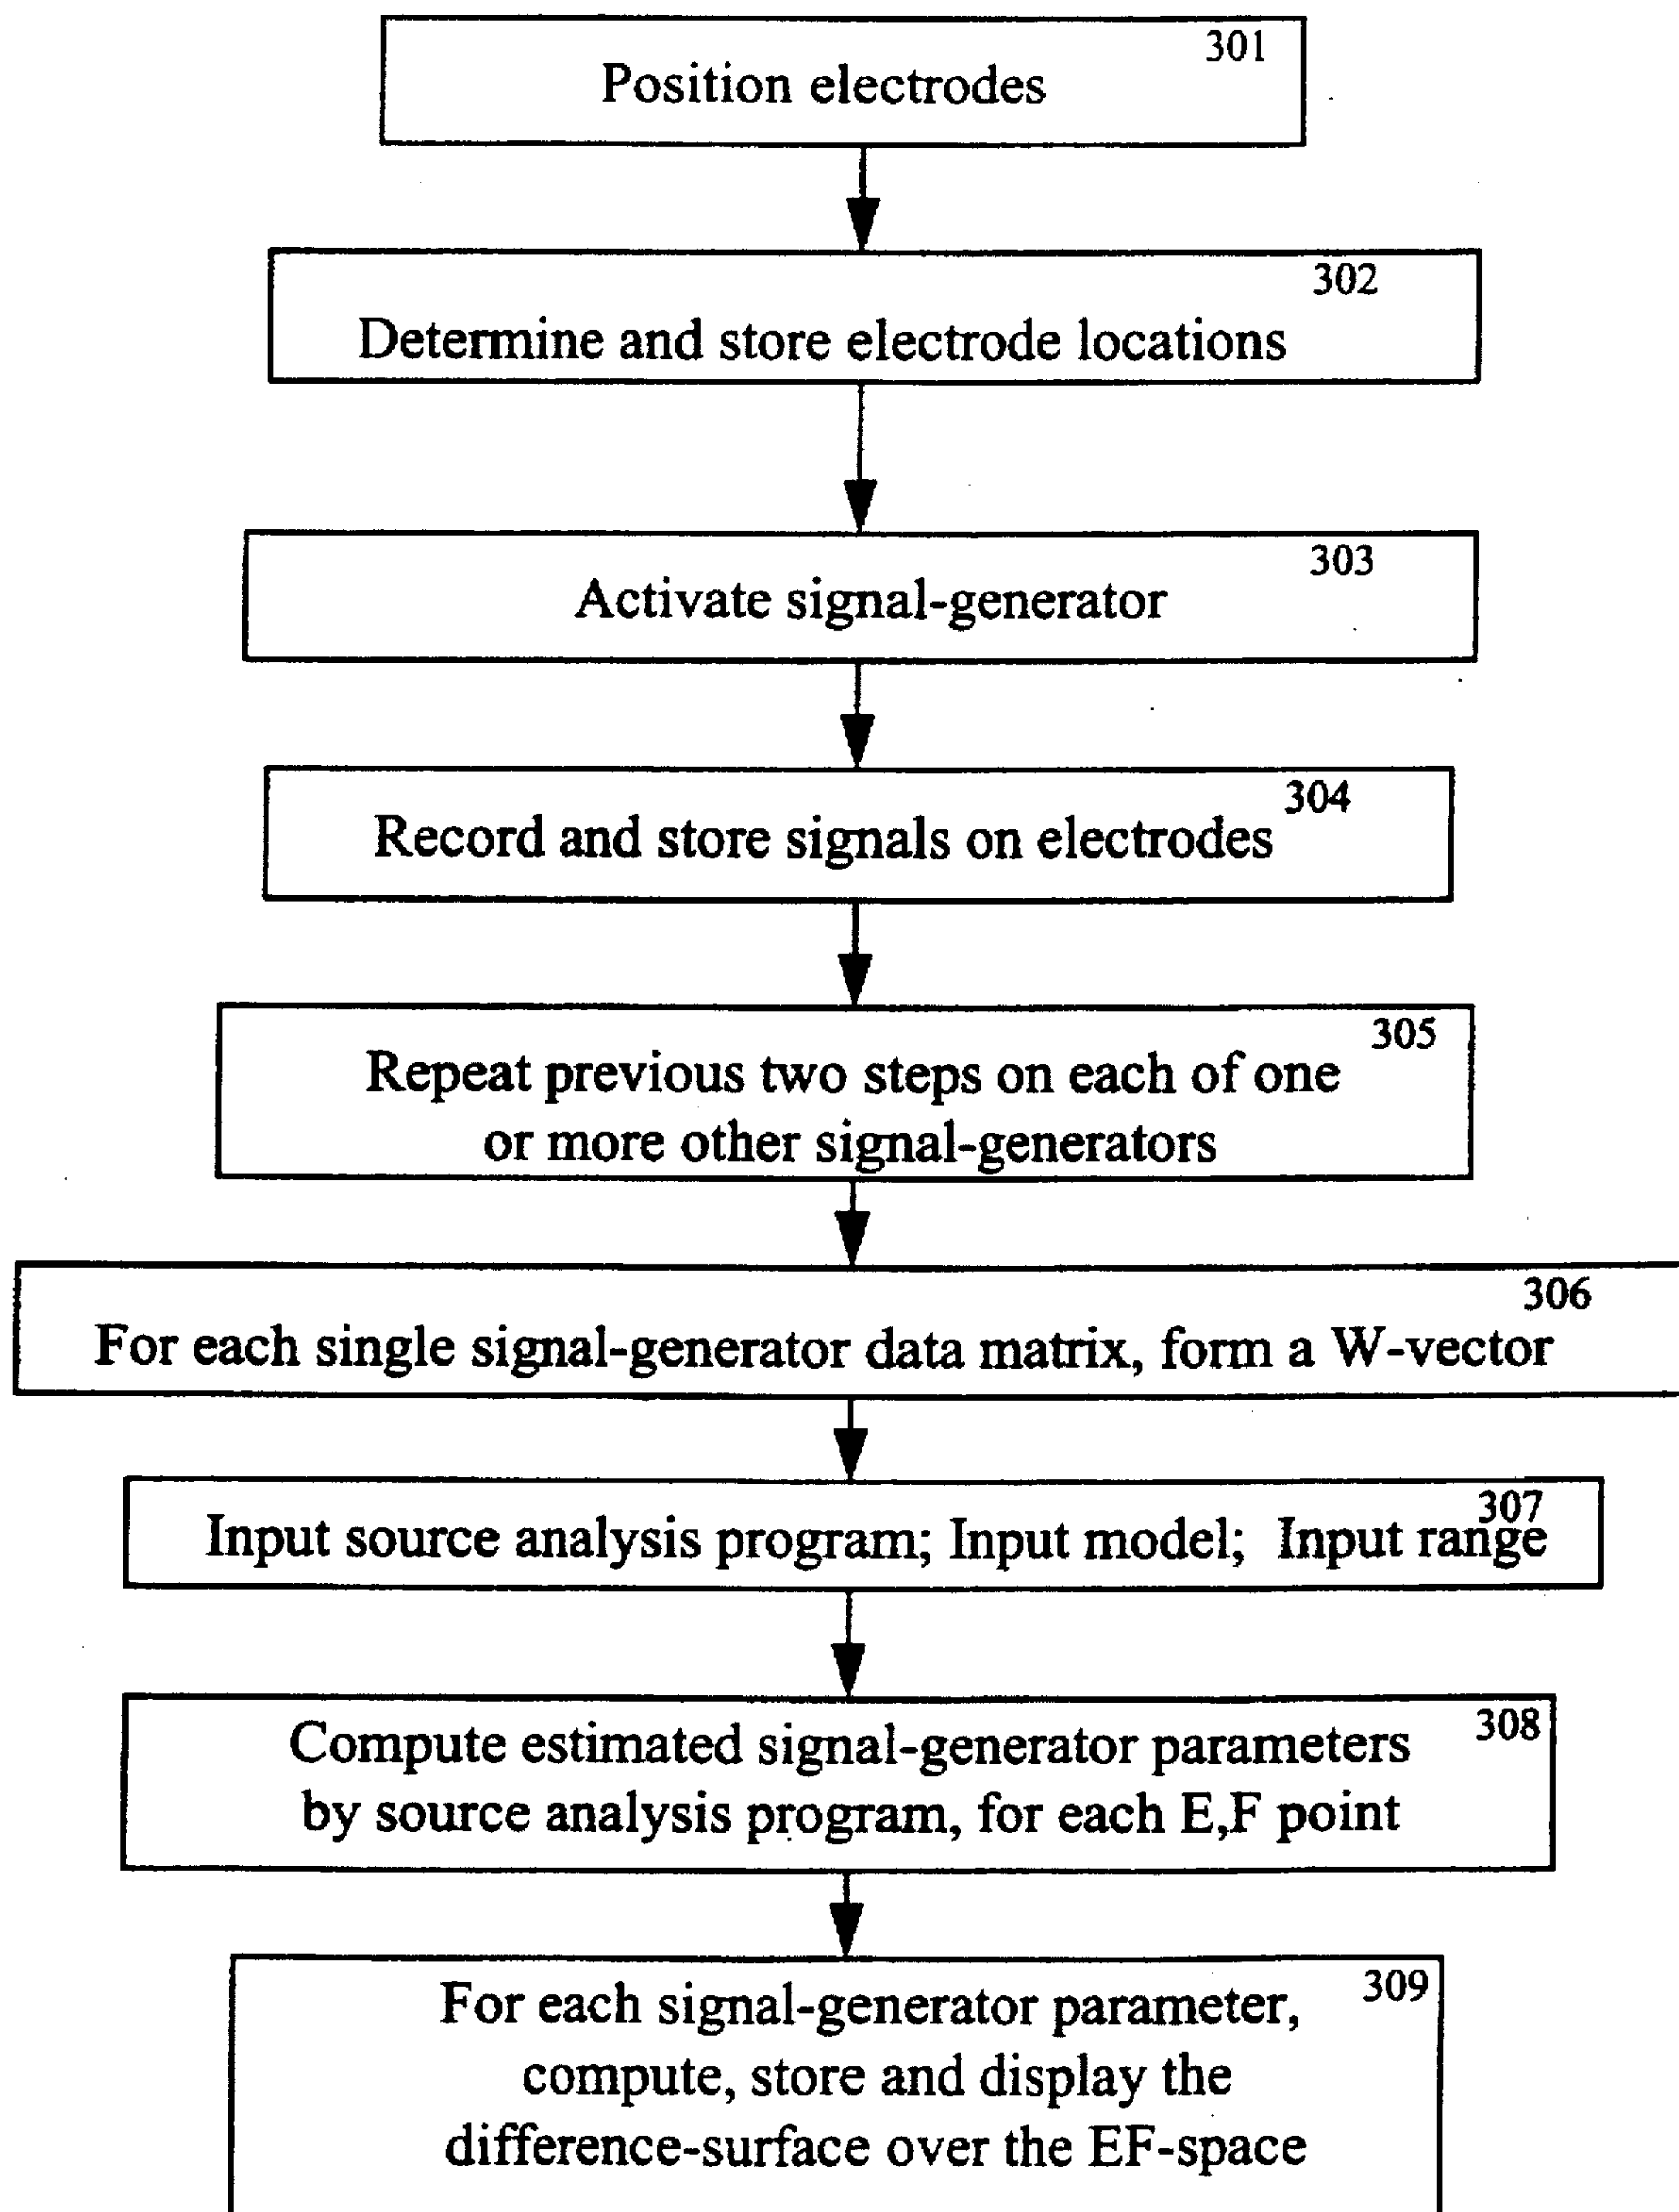 301
Position electrodes
302
Determine and store electrode locations
303
Activate signal-generator
304
Record and store signals on electrodes
305
Repeat previous two steps on each of one
or more other signal-generators
306
For each single signal-generator data matrix, form a W-vector
307
Input source analysis program; Input model; Input range
308
Compute estimated signal-generator parameters
by source analysis program, for each E,F point
309
For each signal-generator parameter,
compute, store and display the
difference-surface over the EF-space